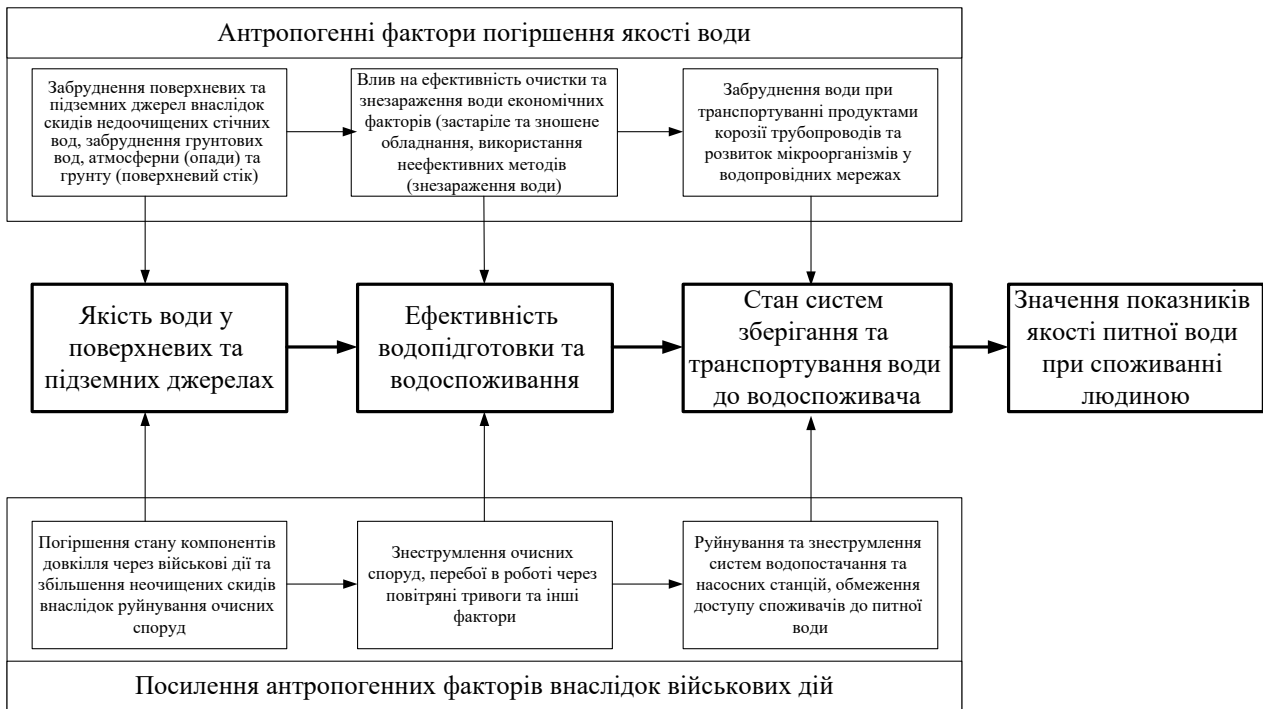 Антропогенні фактори погіршення якості води
Забруднення поверхневих та
підземних джерел внаслідок
скидів недоочищених стічних
вод, забруднення грунтових
вод, атмосферни (опади) та
грунту (поверхневий стік)
Влив на ефективність очистки та
знезараження води економічних
факторів (застаріле та зношене
обладнання, використання
неефективних методів
(знезараження води)
Забруднення води при
транспортуванні продуктами
корозії трубопроводів та
розвиток мікроорганізмів у
водопровідних мережах
Якість води у
поверхневих та
підземних джерелах
Ефективність
водопідготовки та
водоспоживання
Стан систем
зберігання та
транспортування води
до водоспоживача
Значення показників
якості питної води
при споживанні
людиною
Погіршення стану компонентів
довкілля через військові дії та
збільшення неочищених скидів
внаслідок руйнування очисних
споруд
Знеструмлення очисних
споруд, перебої в роботі через
повітряні тривоги та інші
фактори
Руйнування та знеструмлення
систем водопостачання та
насосних станцій, обмеження
доступу споживачів до питної
води
Посилення антропогенних факторів внаслідок військових дій